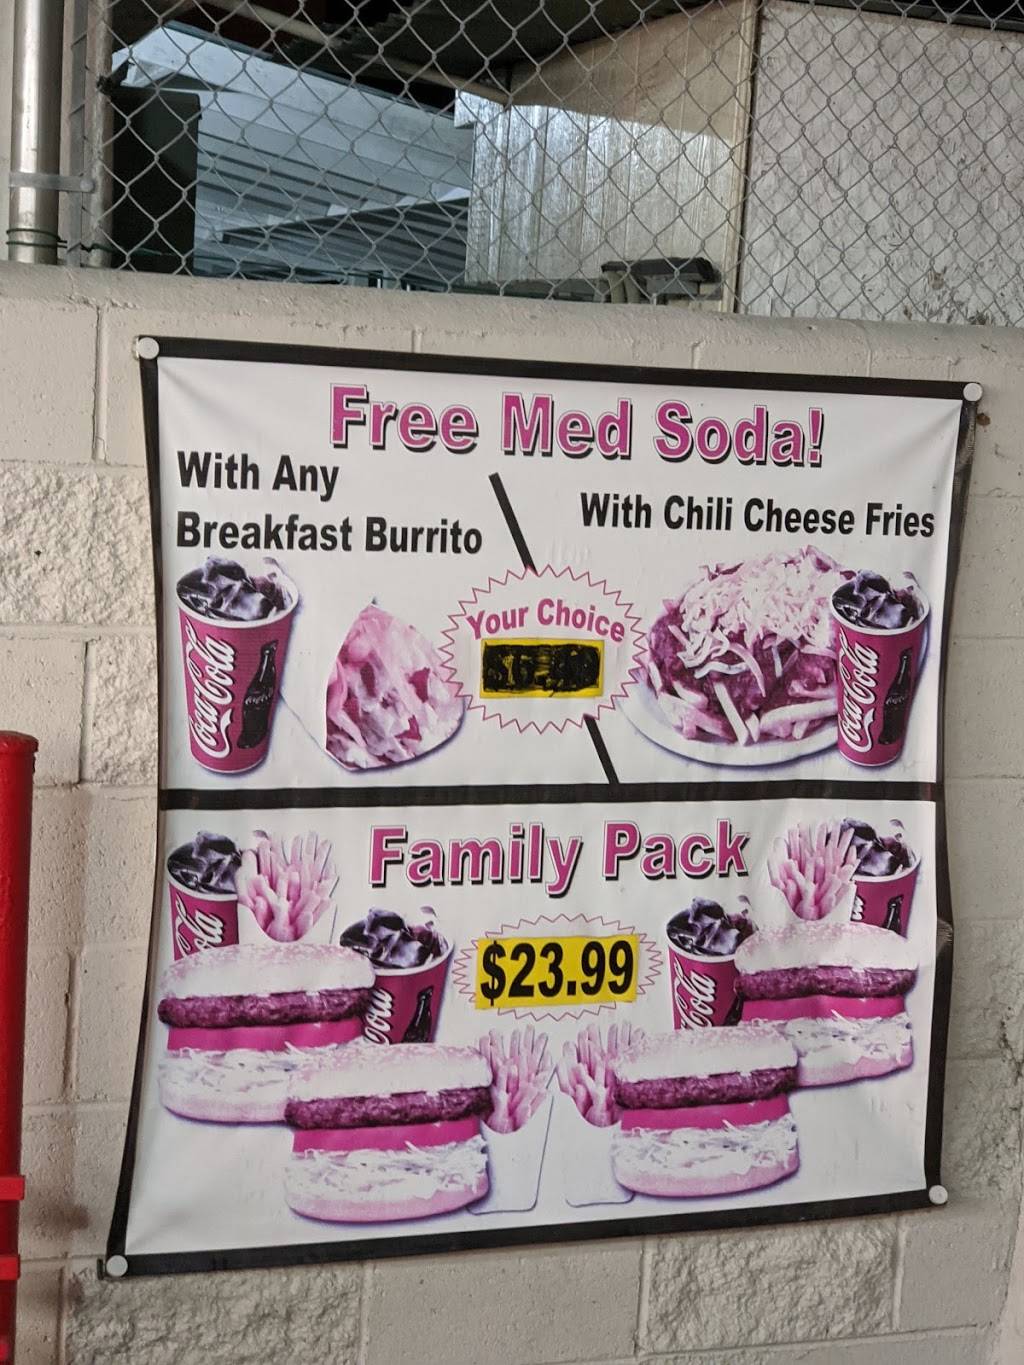 Free Med Soda!
With Any
Breakfast Burrito
With Chili Cheese Fries
Your Choice
Coca-Cola
Coca-Cola
Family Pack
$23.99